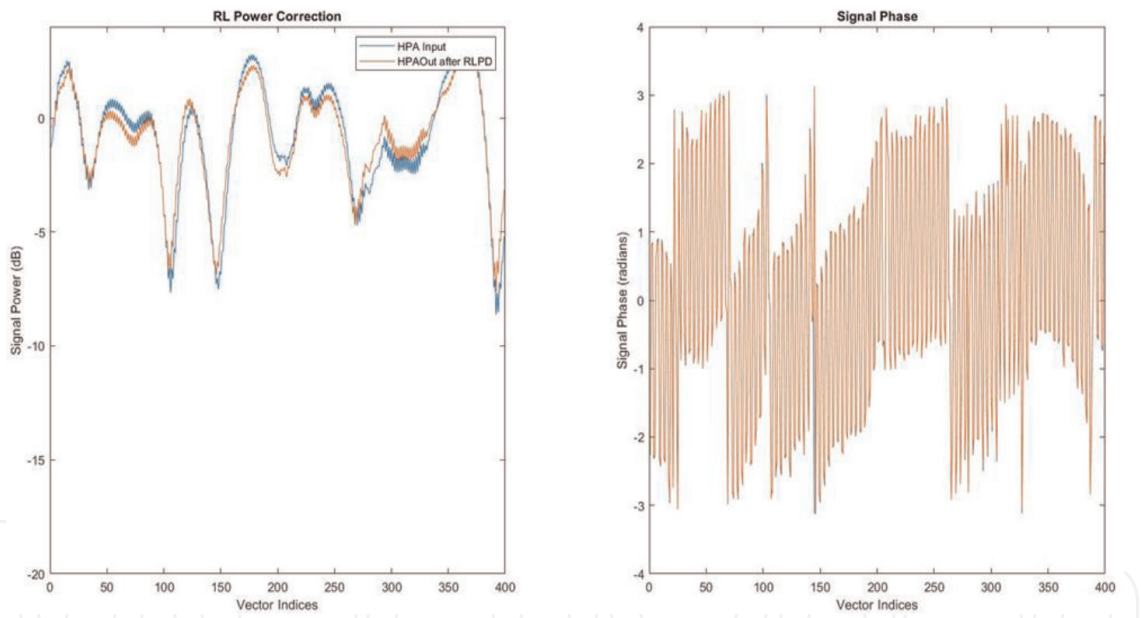 RL Power Correction
HPA Input
HPAOut after RLPD
Signal Power (dB)
0
-5
-10
-15
-20
0 50 100 150 200 250 300 350 400
Vector Indices
Signal Phase
Signal Phase (radians)
4
3
2
1
0
-1
-2
-3
-4
0 50 100 150 200 250 300 350 400
Vector Indices